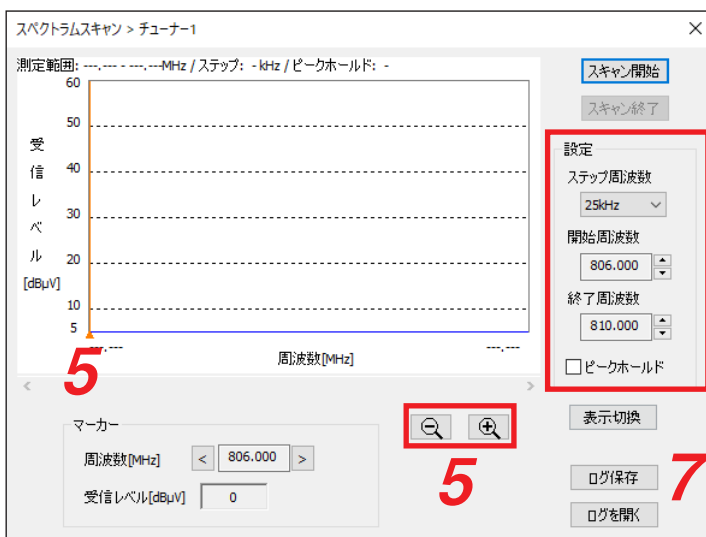 スペクトラムスキャン > チューナー1
測定範囲: ---.--- - ---.---MHz / ステップ: - kHz / ピークホールド: -
スキャン開始
スキャン終了
60
50
40
30
20
10
5
受信レベル
[dBμV]
---.---
---.---
周波数[MHz]
5
設定
ステップ周波数
25kHz
開始周波数
806.000
終了周波数
810.000
ピークホールド
マーカー
周波数[MHz] < 806.000 >
受信レベル[dBμV] 0
5
表示切換
7
ログ保存
ログを開く